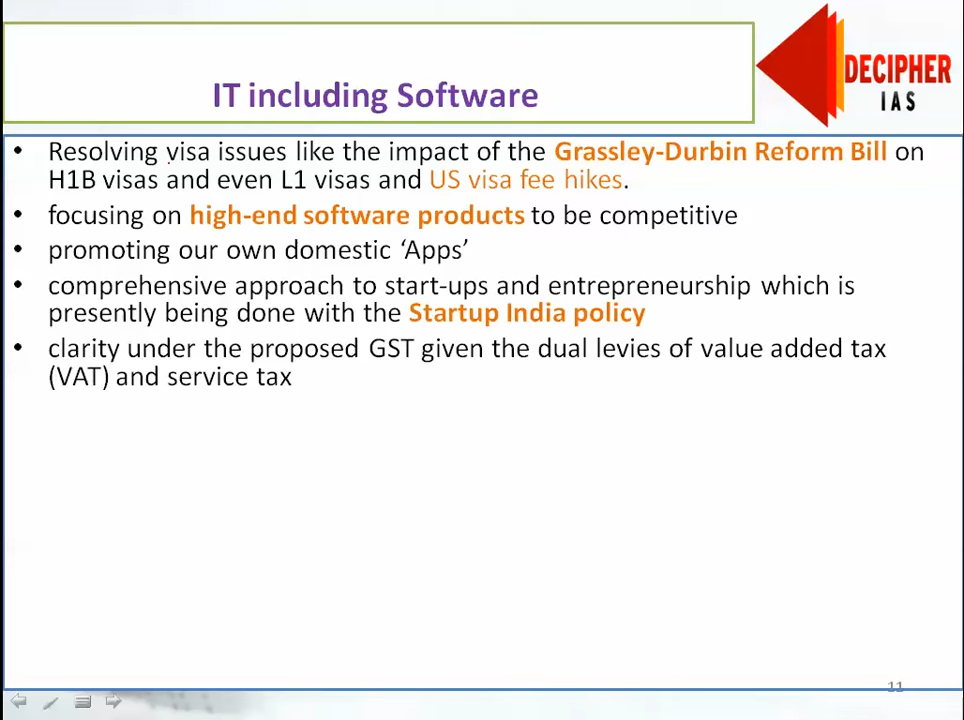 IT including Software
DECIPHER
IAS
• Resolving visa issues like the impact of the Grassley-Durbin Reform Bill on
H1B visas and even L1 visas and US visa fee hikes.
• focusing on high-end software products to be competitive
• promoting our own domestic ‘Apps’
• comprehensive approach to start-ups and entrepreneurship which is
presently being done with the Startup India policy
• clarity under the proposed GST given the dual levies of value added tax
(VAT) and service tax
11